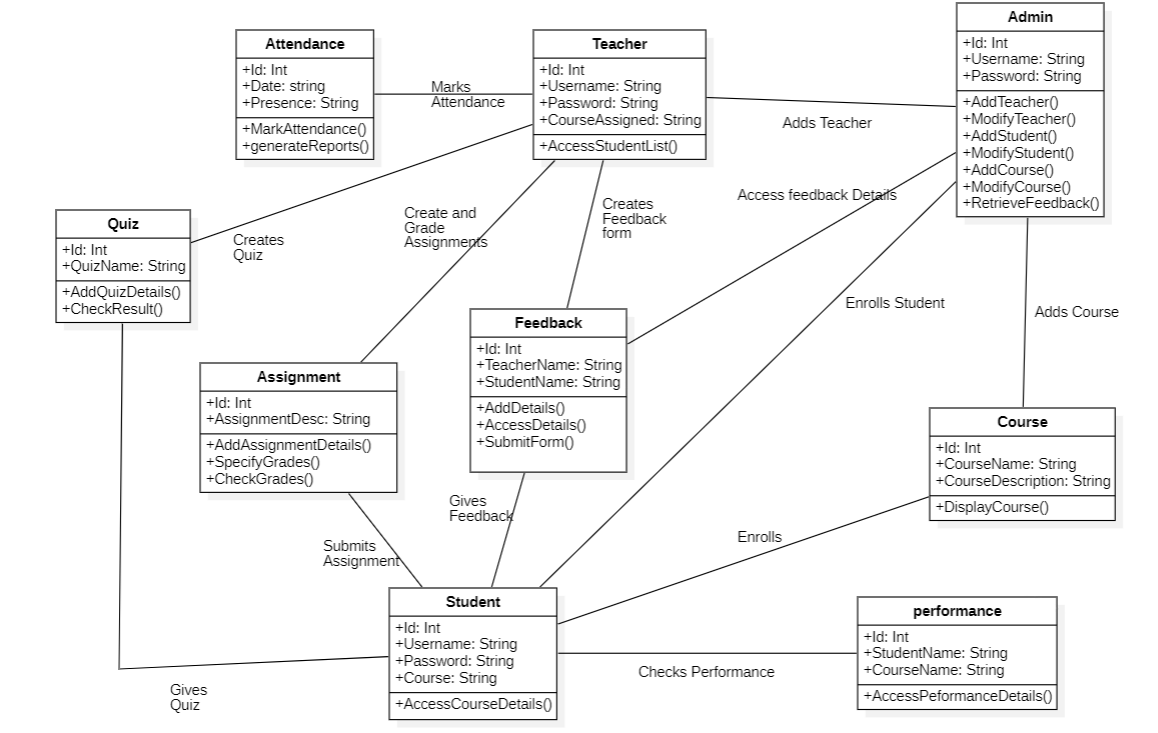 Attendance
+Id: Int
+Date: string
+Presence: String
+MarkAttendance()
+generateReports()
Marks
Attendance
Teacher
+Id: Int
+Username: String
+Password: String
+CourseAssigned: String
+AccessStudentList()
Adds Teacher
Admin
+Id: Int
+Username: String
+Password: String
+AddTeacher()
+ModifyTeacher()
+AddStudent()
+ModifyStudent()
+AddCourse()
+ModifyCourse()
+RetrieveFeedback()
Quiz
+Id: Int
+QuizName: String
+AddQuizDetails()
+CheckResult()
Creates
Quiz
Create and
Grade
Assignments
Creates
Feedback
form
Access feedback Details
Enrolls Student
Adds Course
Assignment
+Id: Int
+AssignmentDesc: String
+AddAssignmentDetails()
+SpecifyGrades()
+CheckGrades()
Feedback
+Id: Int
+TeacherName: String
+StudentName: String
+AddDetails()
+AccessDetails()
+SubmitForm()
Course
+Id: Int
+CourseName: String
+CourseDescription: String
+DisplayCourse()
Gives
Feedback
Submits
Assignment
Enrolls
Student
+Id: Int
+Username: String
+Password: String
+Course: String
+AccessCourseDetails()
Checks Performance
performance
+Id: Int
+StudentName: String
+CourseName: String
+AccessPeformanceDetails()
Gives
Quiz